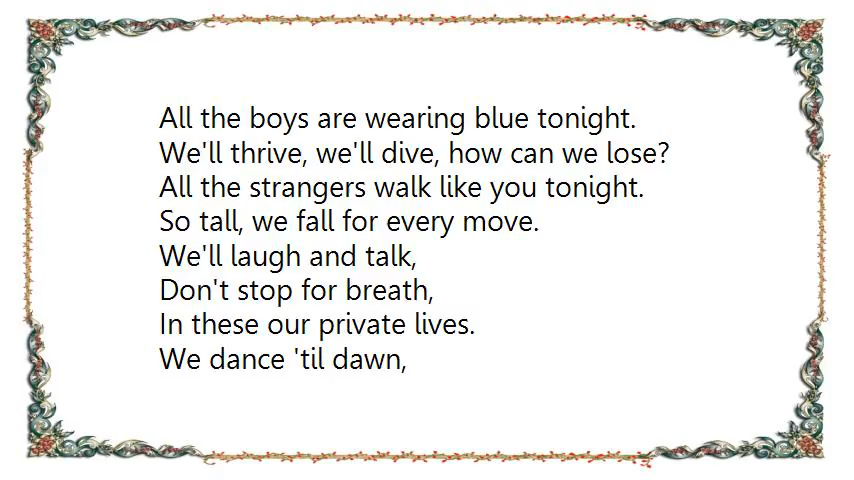 All the boys are wearing blue tonight.
We'll thrive, we'll dive, how can we lose?
All the strangers walk like you tonight.
So tall, we fall for every move.
We'll laugh and talk,
Don't stop for breath,
In these our private lives.
We dance 'til dawn,